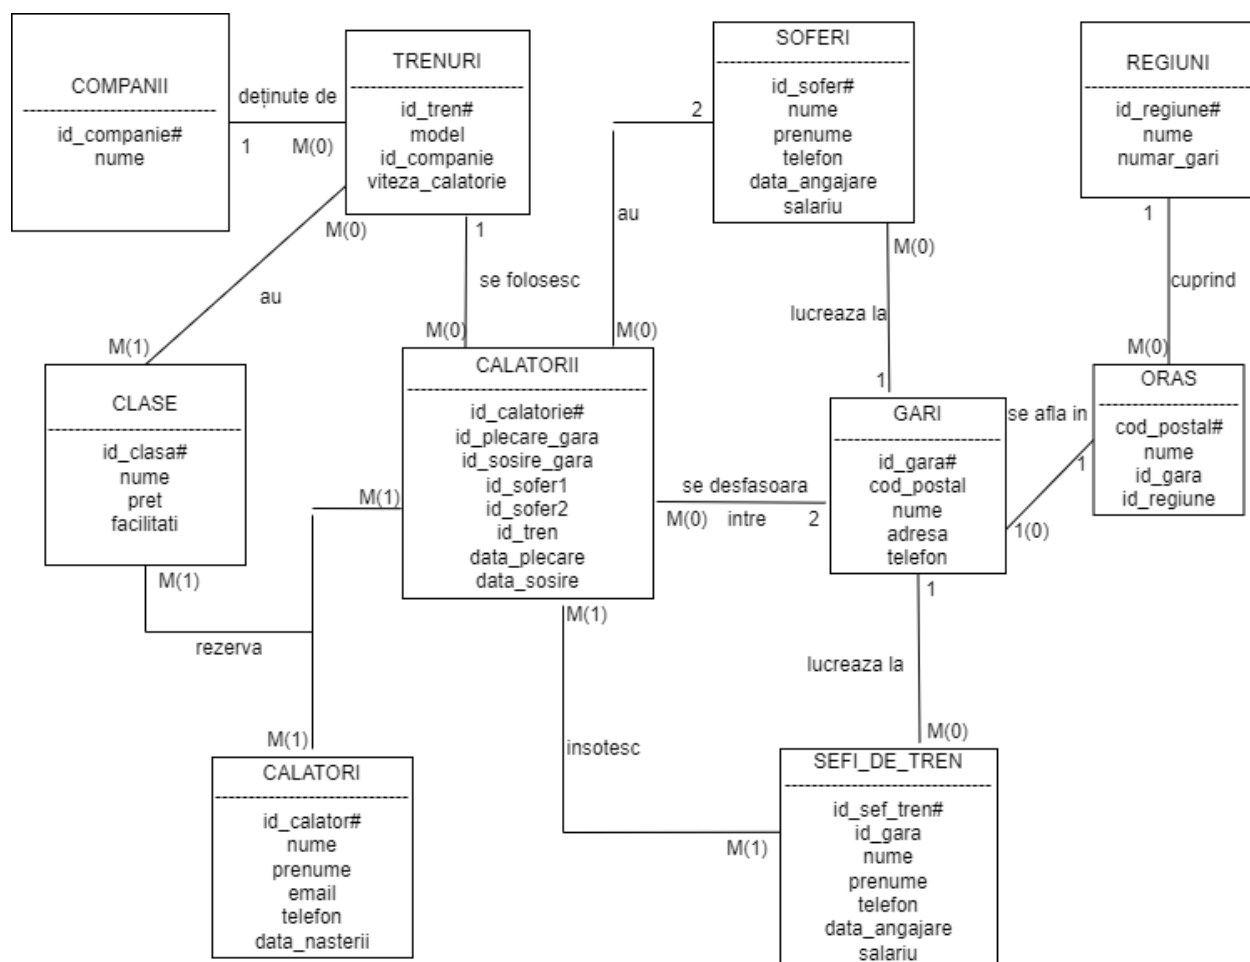 COMPANII
id_companie#
nume
deținute de
1
M(0)
TRENURI
id_tren#
model
id_companie
viteza_calatorie
M(0)
1
au
se folosesc
M(1)
M(0)
SOFERI
id_sofer#
nume
prenume
telefon
data_angajare
salariu
2
au
M(0)
M(0)
lucreaza la
1
REGIUNI
id_regiune#
nume
numar_gari
1
cuprind
M(0)
CLASE
id_clasa#
nume
pret
facilitati
M(1)
rezerva
M(1)
M(1)
CALATORII
id_calatorie#
id_plecare_gara
id_sosire_gara
id_sofer1
id_sofer2
id_tren
data_plecare
data_sosire
se desfasoara
M(0) intre 2
GARI
id_gara#
cod_postal
nume
adresa
telefon
se afla in
1
1(0)
ORAS
cod_postal#
nume
id_gara
id_regiune
M(1)
insotesc
M(1)
1
lucreaza la
M(0)
CALATORI
id_calator#
nume
prenume
email
telefon
data_nasterii
SEFI_DE_TREN
id_sef_tren#
id_gara
nume
prenume
telefon
data_angajare
salariu